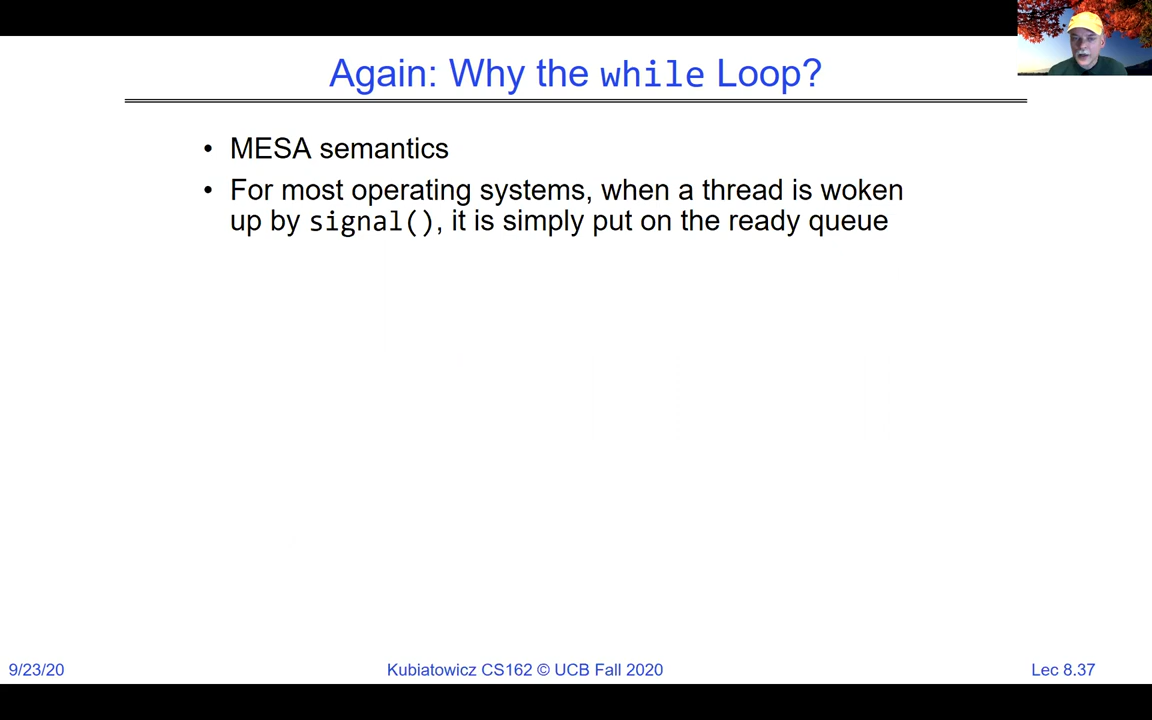 Again: Why the while Loop?
• MESA semantics
• For most operating systems, when a thread is woken
up by signal(), it is simply put on the ready queue
9/23/20
Kubiatowicz CS162 © UCB Fall 2020
Lec 8.37